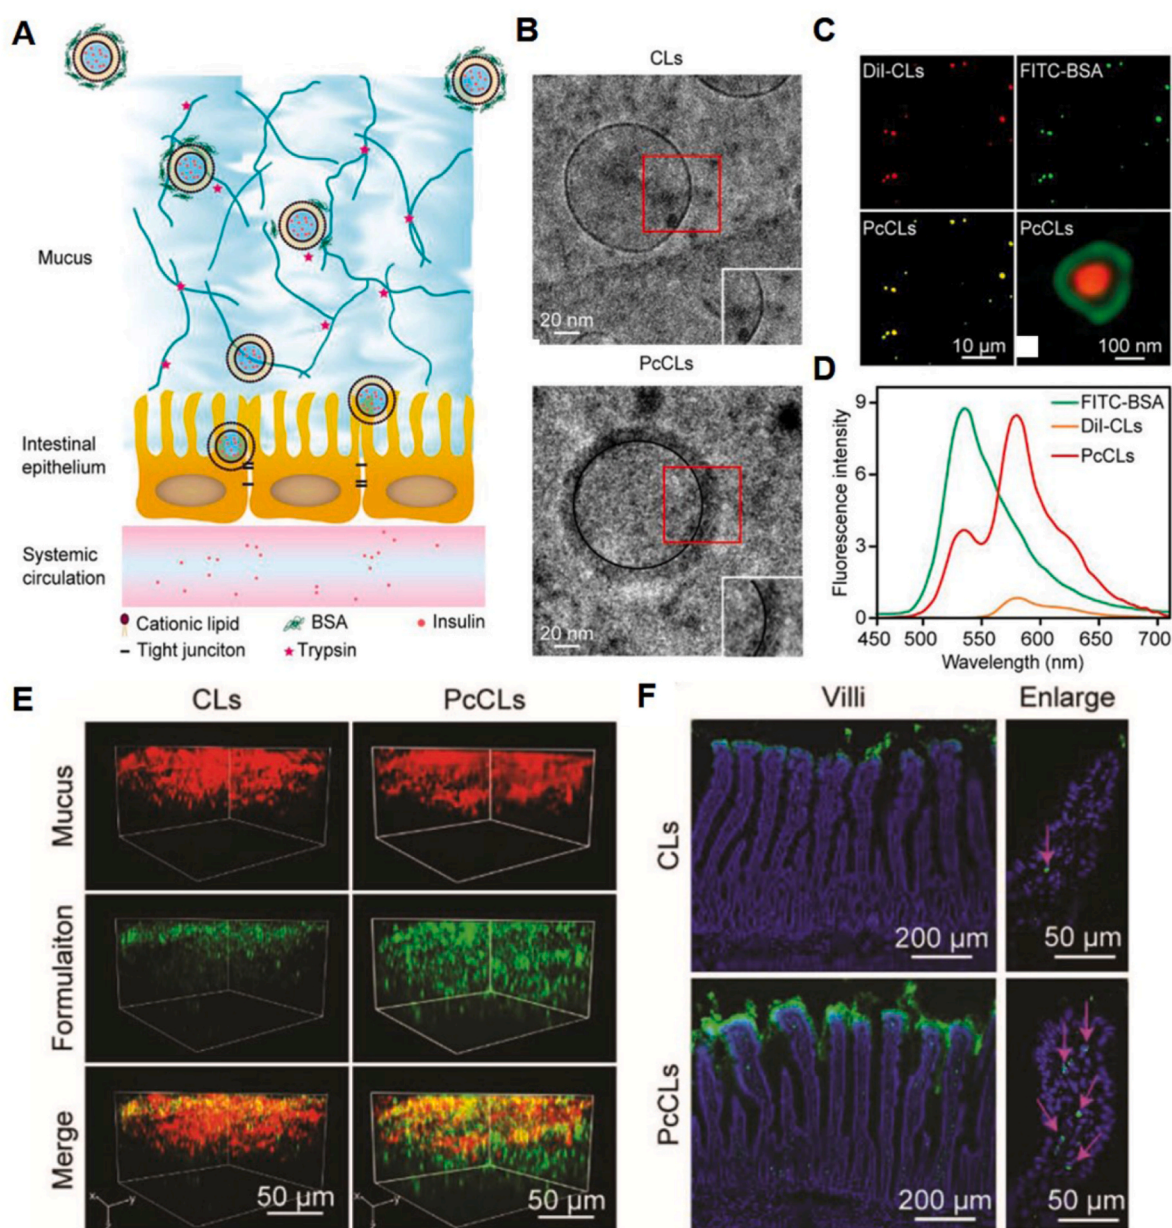 A
Mucus
Intestinal
epithelium
Systemic
circulation
Cationic lipid
BSA
Insulin
Tight junciton
Trypsin
B
CLs
20 nm
PcCLs
20 nm
C
DiI-CLs
FITC-BSA
PcCLs
PcCLs
10 µm
100 nm
D
9
6
3
0
Fluorescence intensity
FITC-BSA
DiI-CLs
PcCLs
450 500 550 600 650 700
Wavelength (nm)
E
CLs
PcCLs
Mucus
Formulaiton
Merge
x
y
50 µm
x
y
50 µm
F
Villi
Enlarge
CLs
200 µm
50 µm
PcCLs
200 µm
50 µm